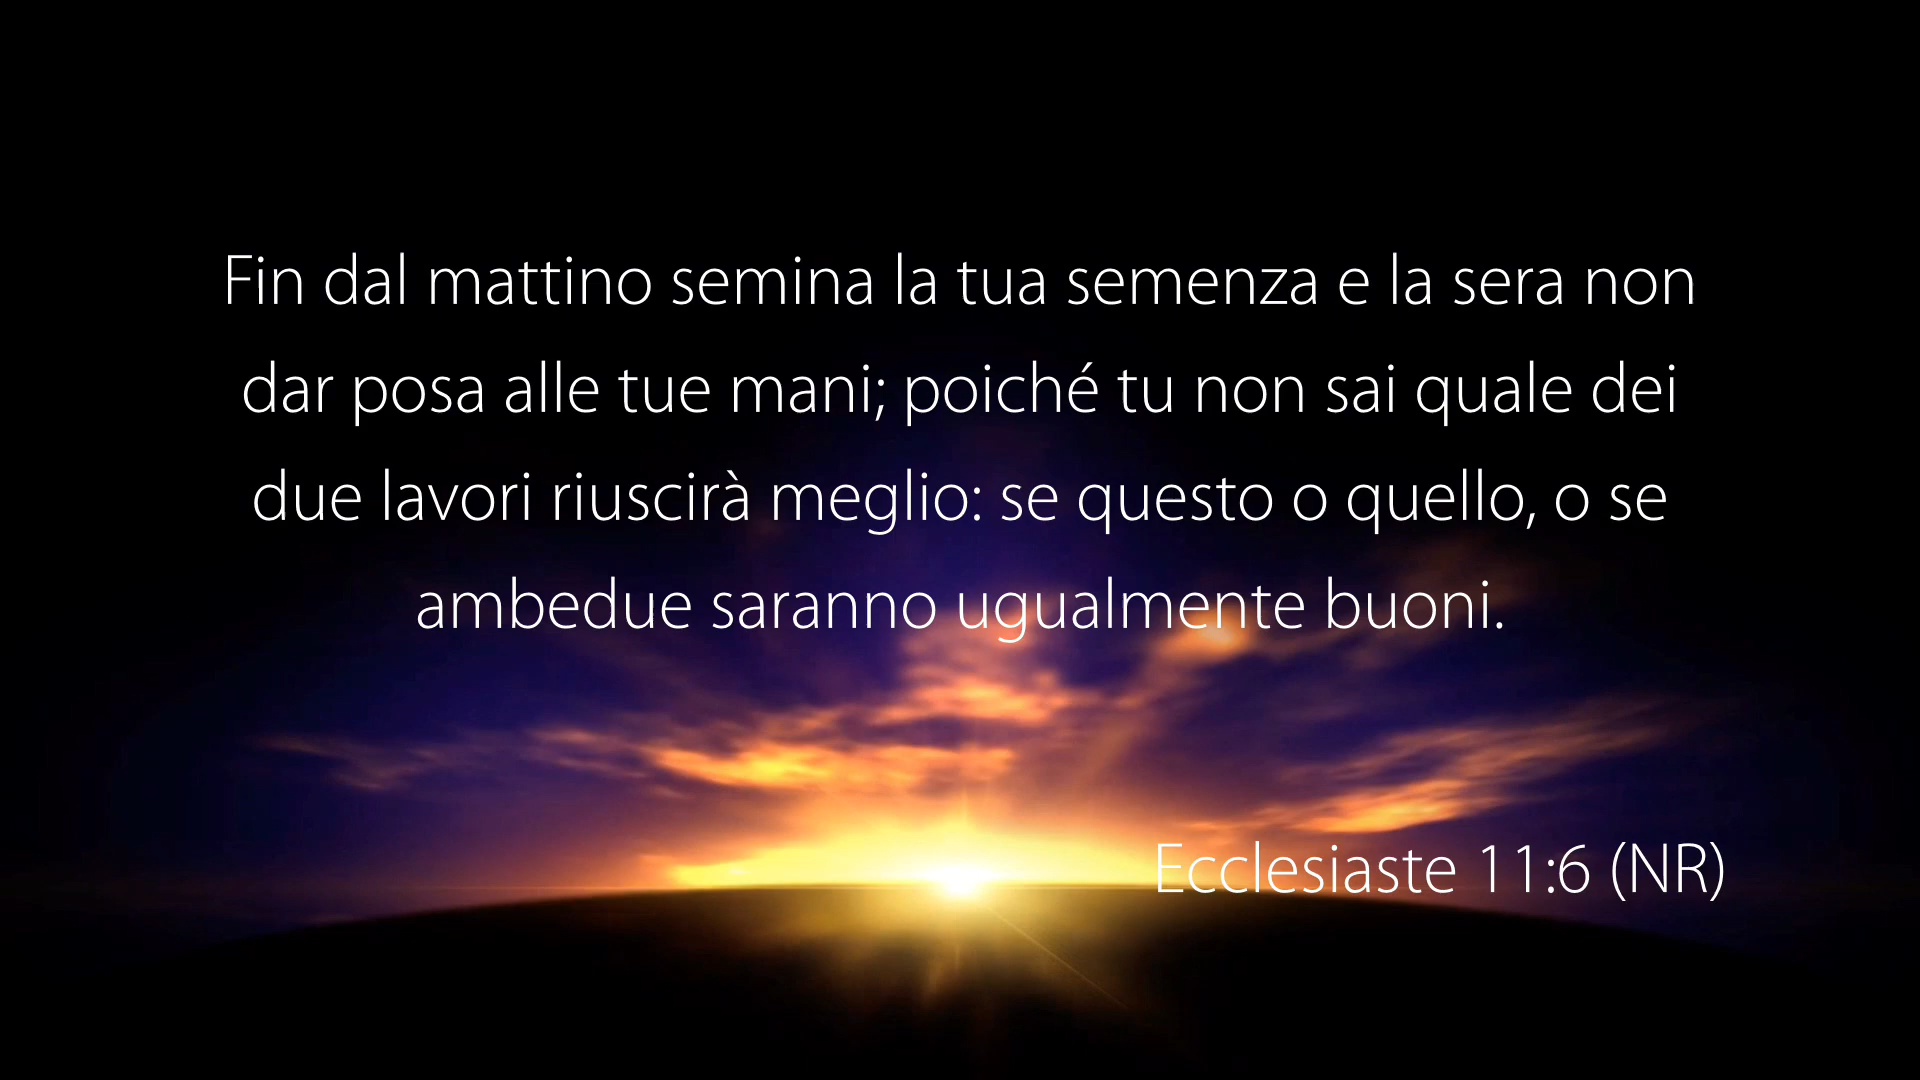 Fin dal mattino semina la tua semenza e la sera non
dar posa alle tue mani; poiché tu non sai quale dei
due lavori riuscirà meglio: se questo o quello, o se
ambedue saranno ugualmente buoni.
Ecclesiaste 11:6 (NR)